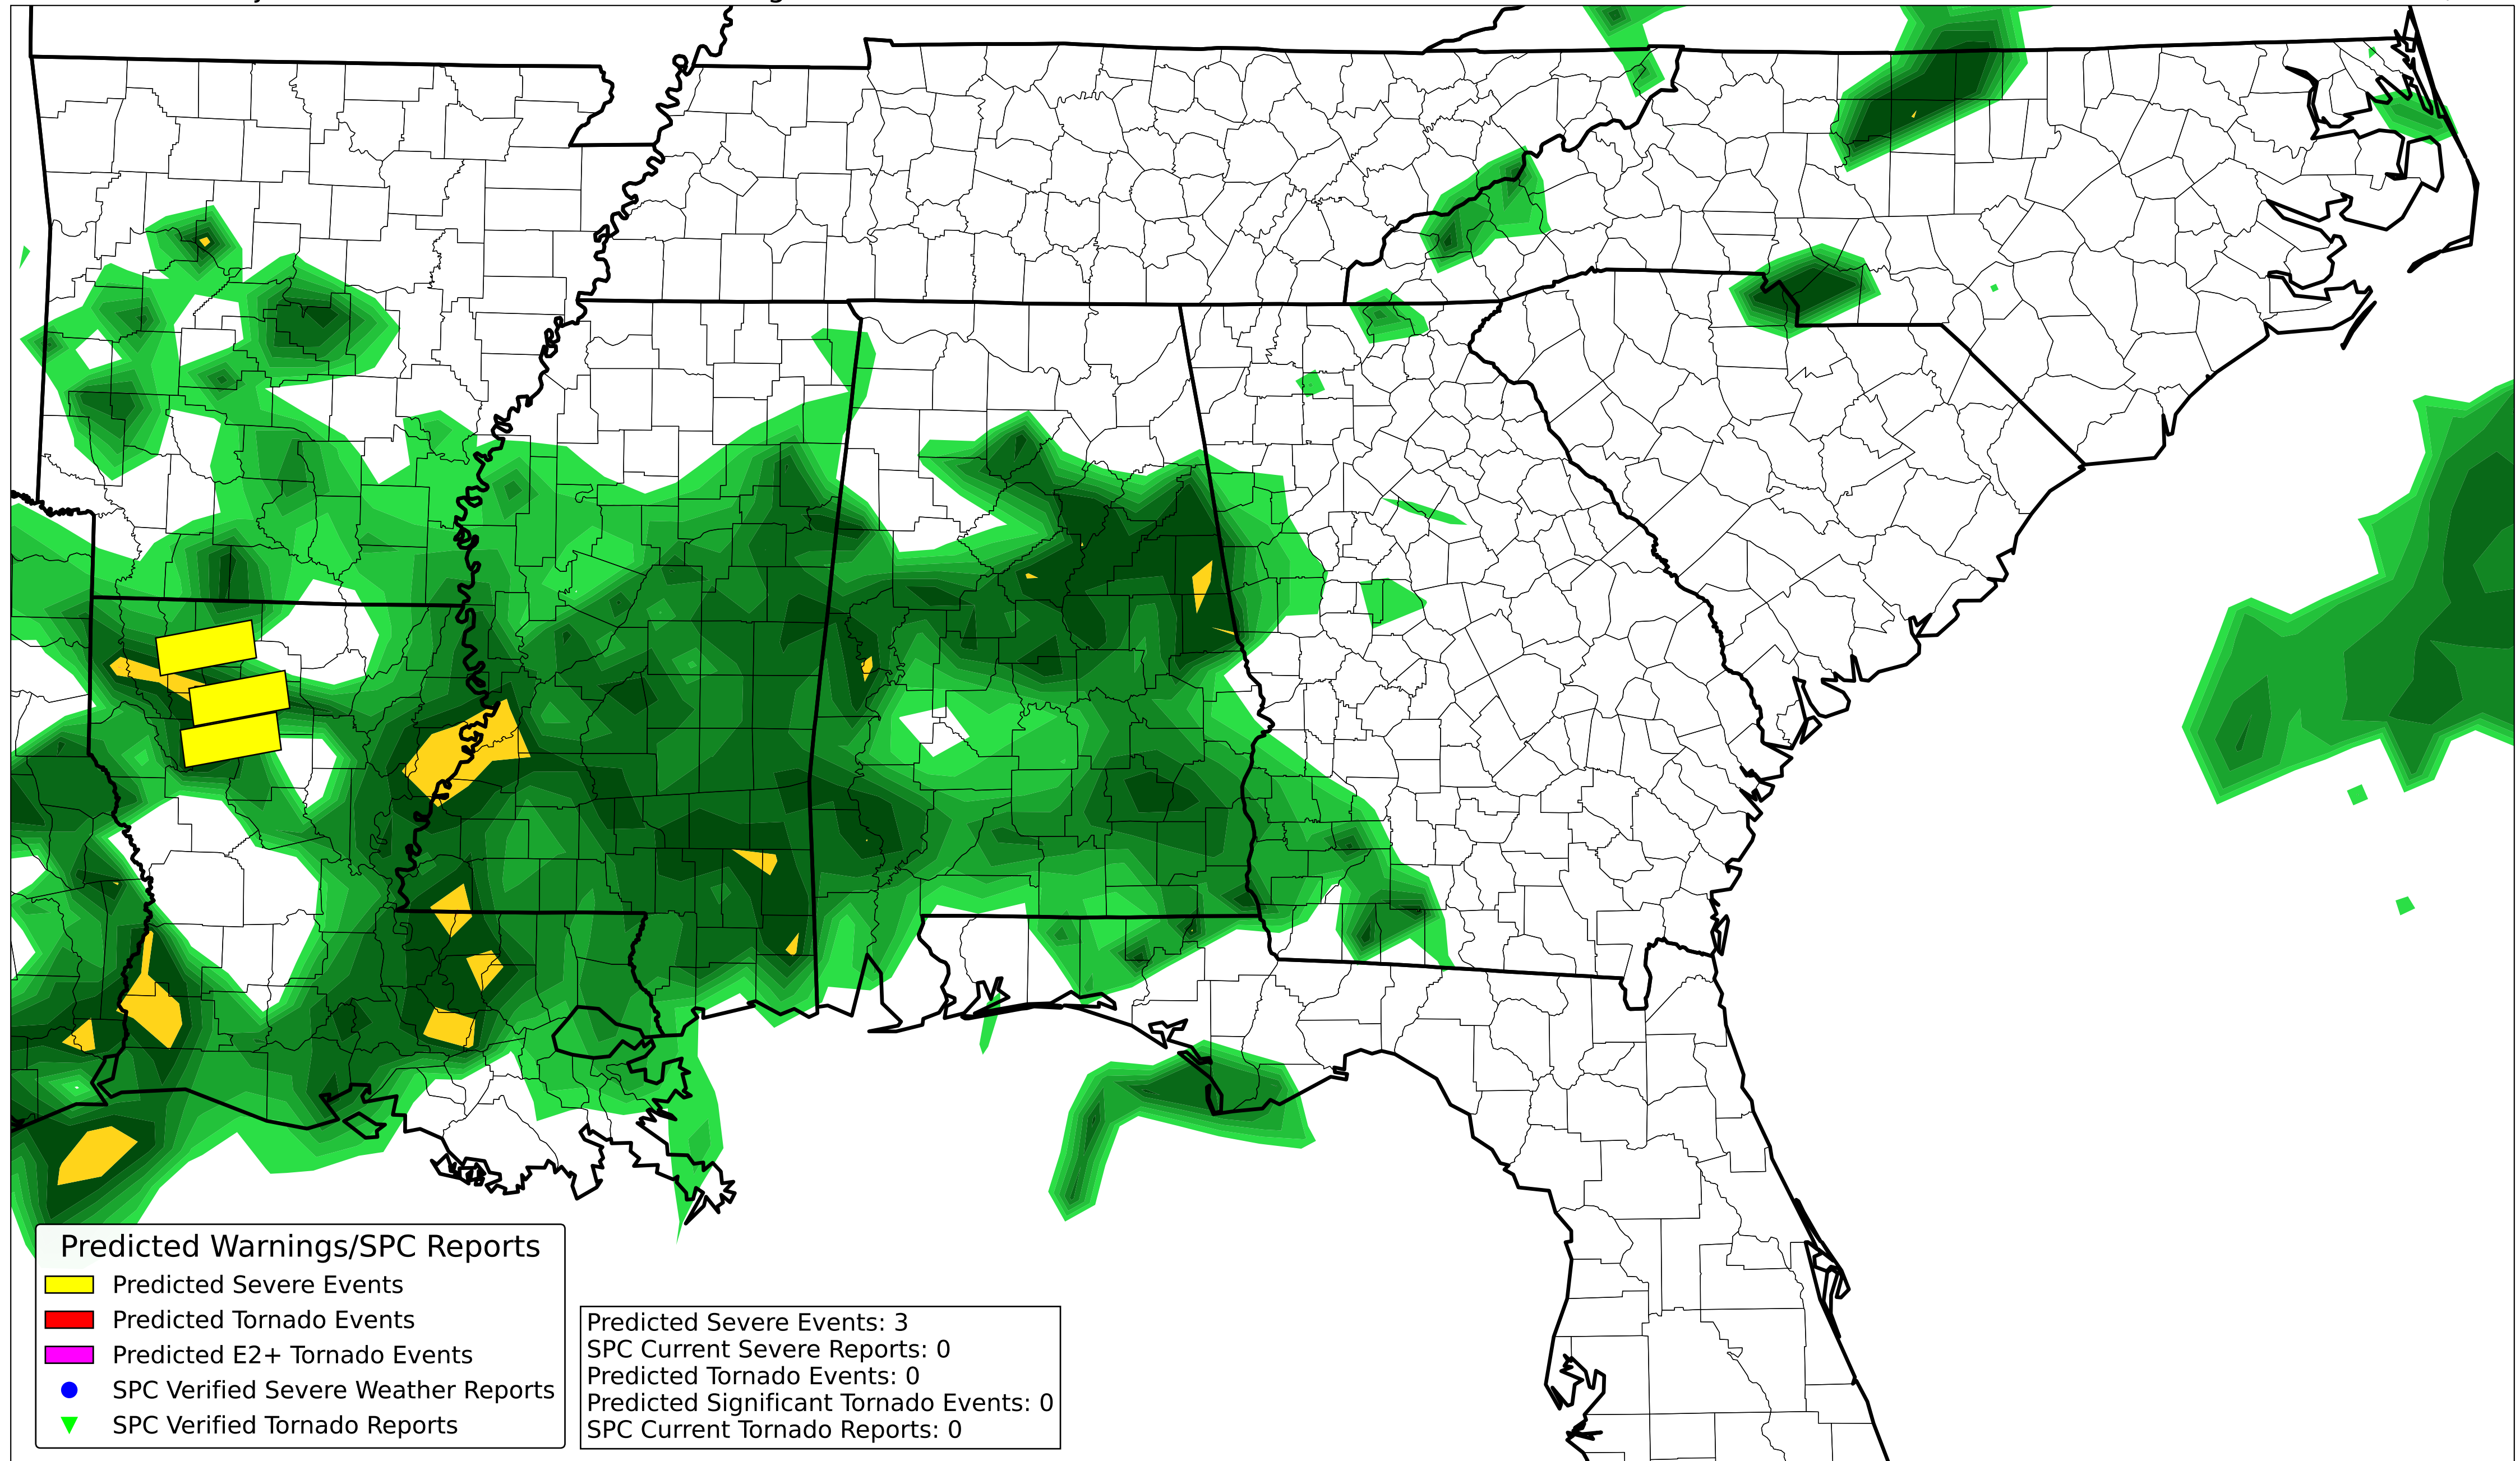 Predicted Warnings/SPC Reports
Predicted Severe Events
Predicted Tornado Events
Predicted E2+ Tornado Events
SPC Verified Severe Weather Reports
SPC Verified Tornado Reports
Predicted Severe Events: 3
SPC Current Severe Reports: 0
Predicted Tornado Events: 0
Predicted Significant Tornado Events: 0
SPC Current Tornado Reports: 0